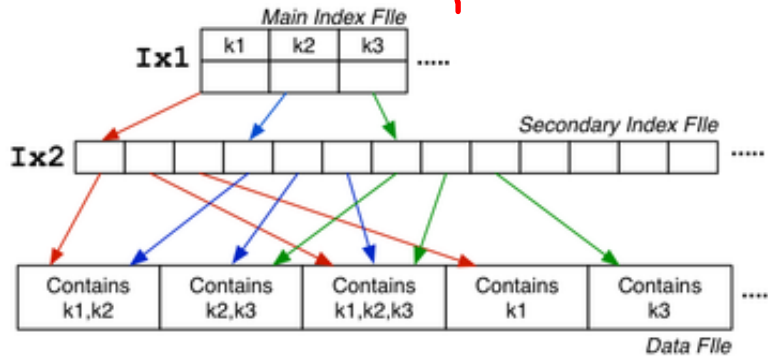 Main Index FIle
Ix1 k1 k2 k3 .....
Secondary Index FIle
Ix2 .....
Contains k1,k2 Contains k2,k3 Contains k1,k2,k3 Contains k1 Contains k3 ....
Data FIle